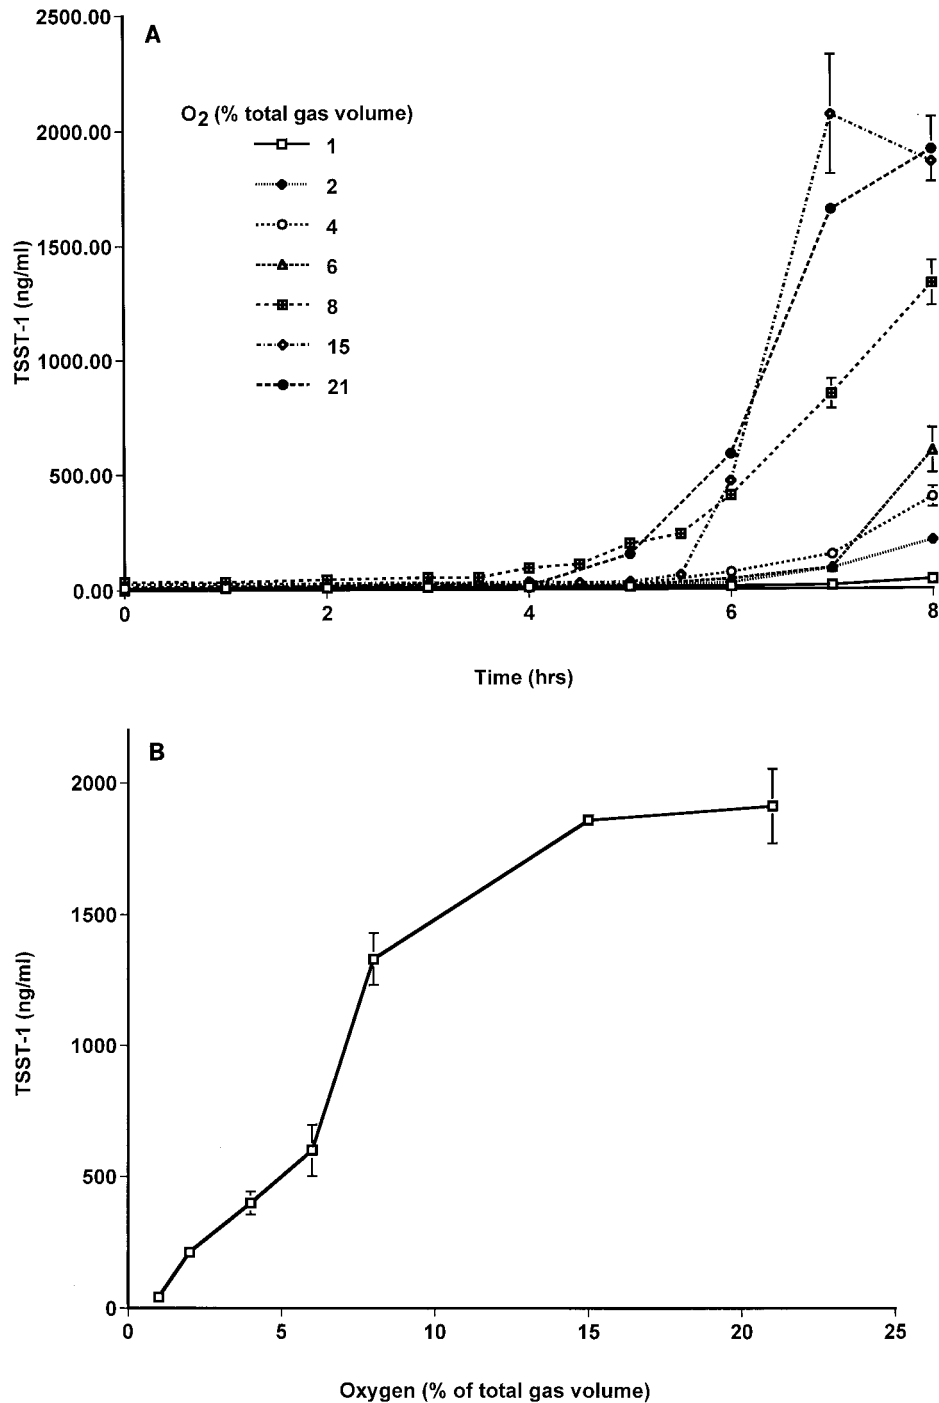 A
2500.00
O2 (% total gas volume)
1
2
4
6
8
15
21
2000.00
1500.00
1000.00
500.00
0.00
TSST-1 (ng/ml)
0 2 4 6 8
Time (hrs)
B
2000
1500
1000
500
0
TSST-1 (ng/ml)
0 5 10 15 20 25
Oxygen (% of total gas volume)